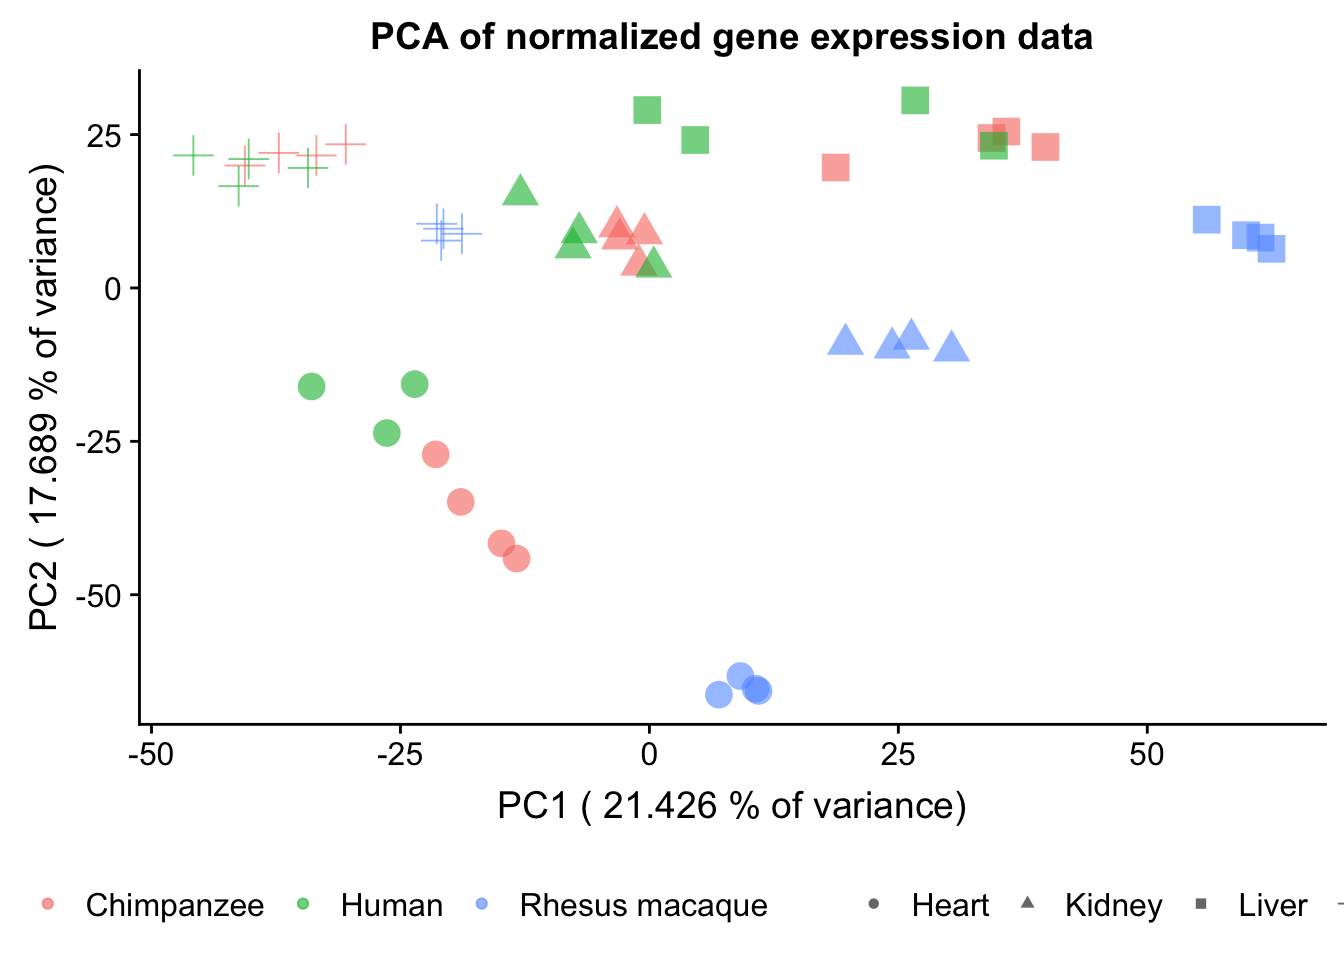 PCA of normalized gene expression data
PC2 ( 17.689 % of variance)
25
0
-25
-50
-50 -25 0 25 50
PC1 ( 21.426 % of variance)
Chimpanzee Human Rhesus macaque Heart Kidney Liver